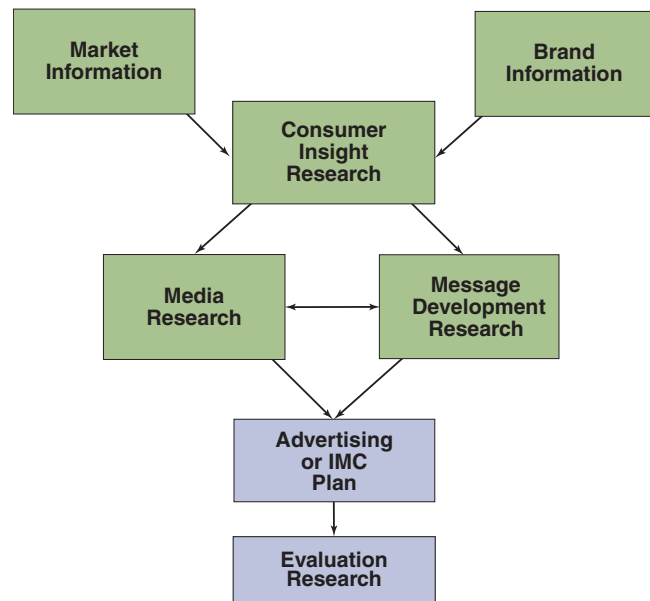 Market
Information
Brand
Information
Consumer
Insight
Research
Media
Research
Message
Development
Research
Advertising
or IMC
Plan
Evaluation
Research